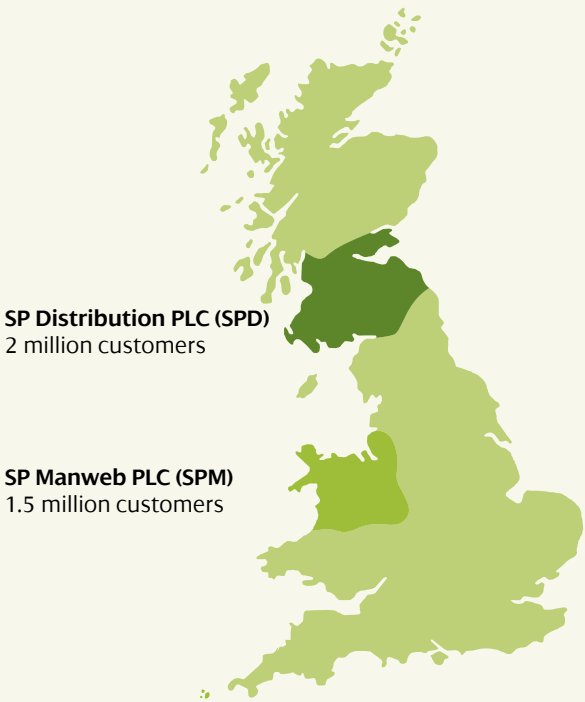 SP Distribution PLC (SPD)
2 million customers
SP Manweb PLC (SPM)
1.5 million customers